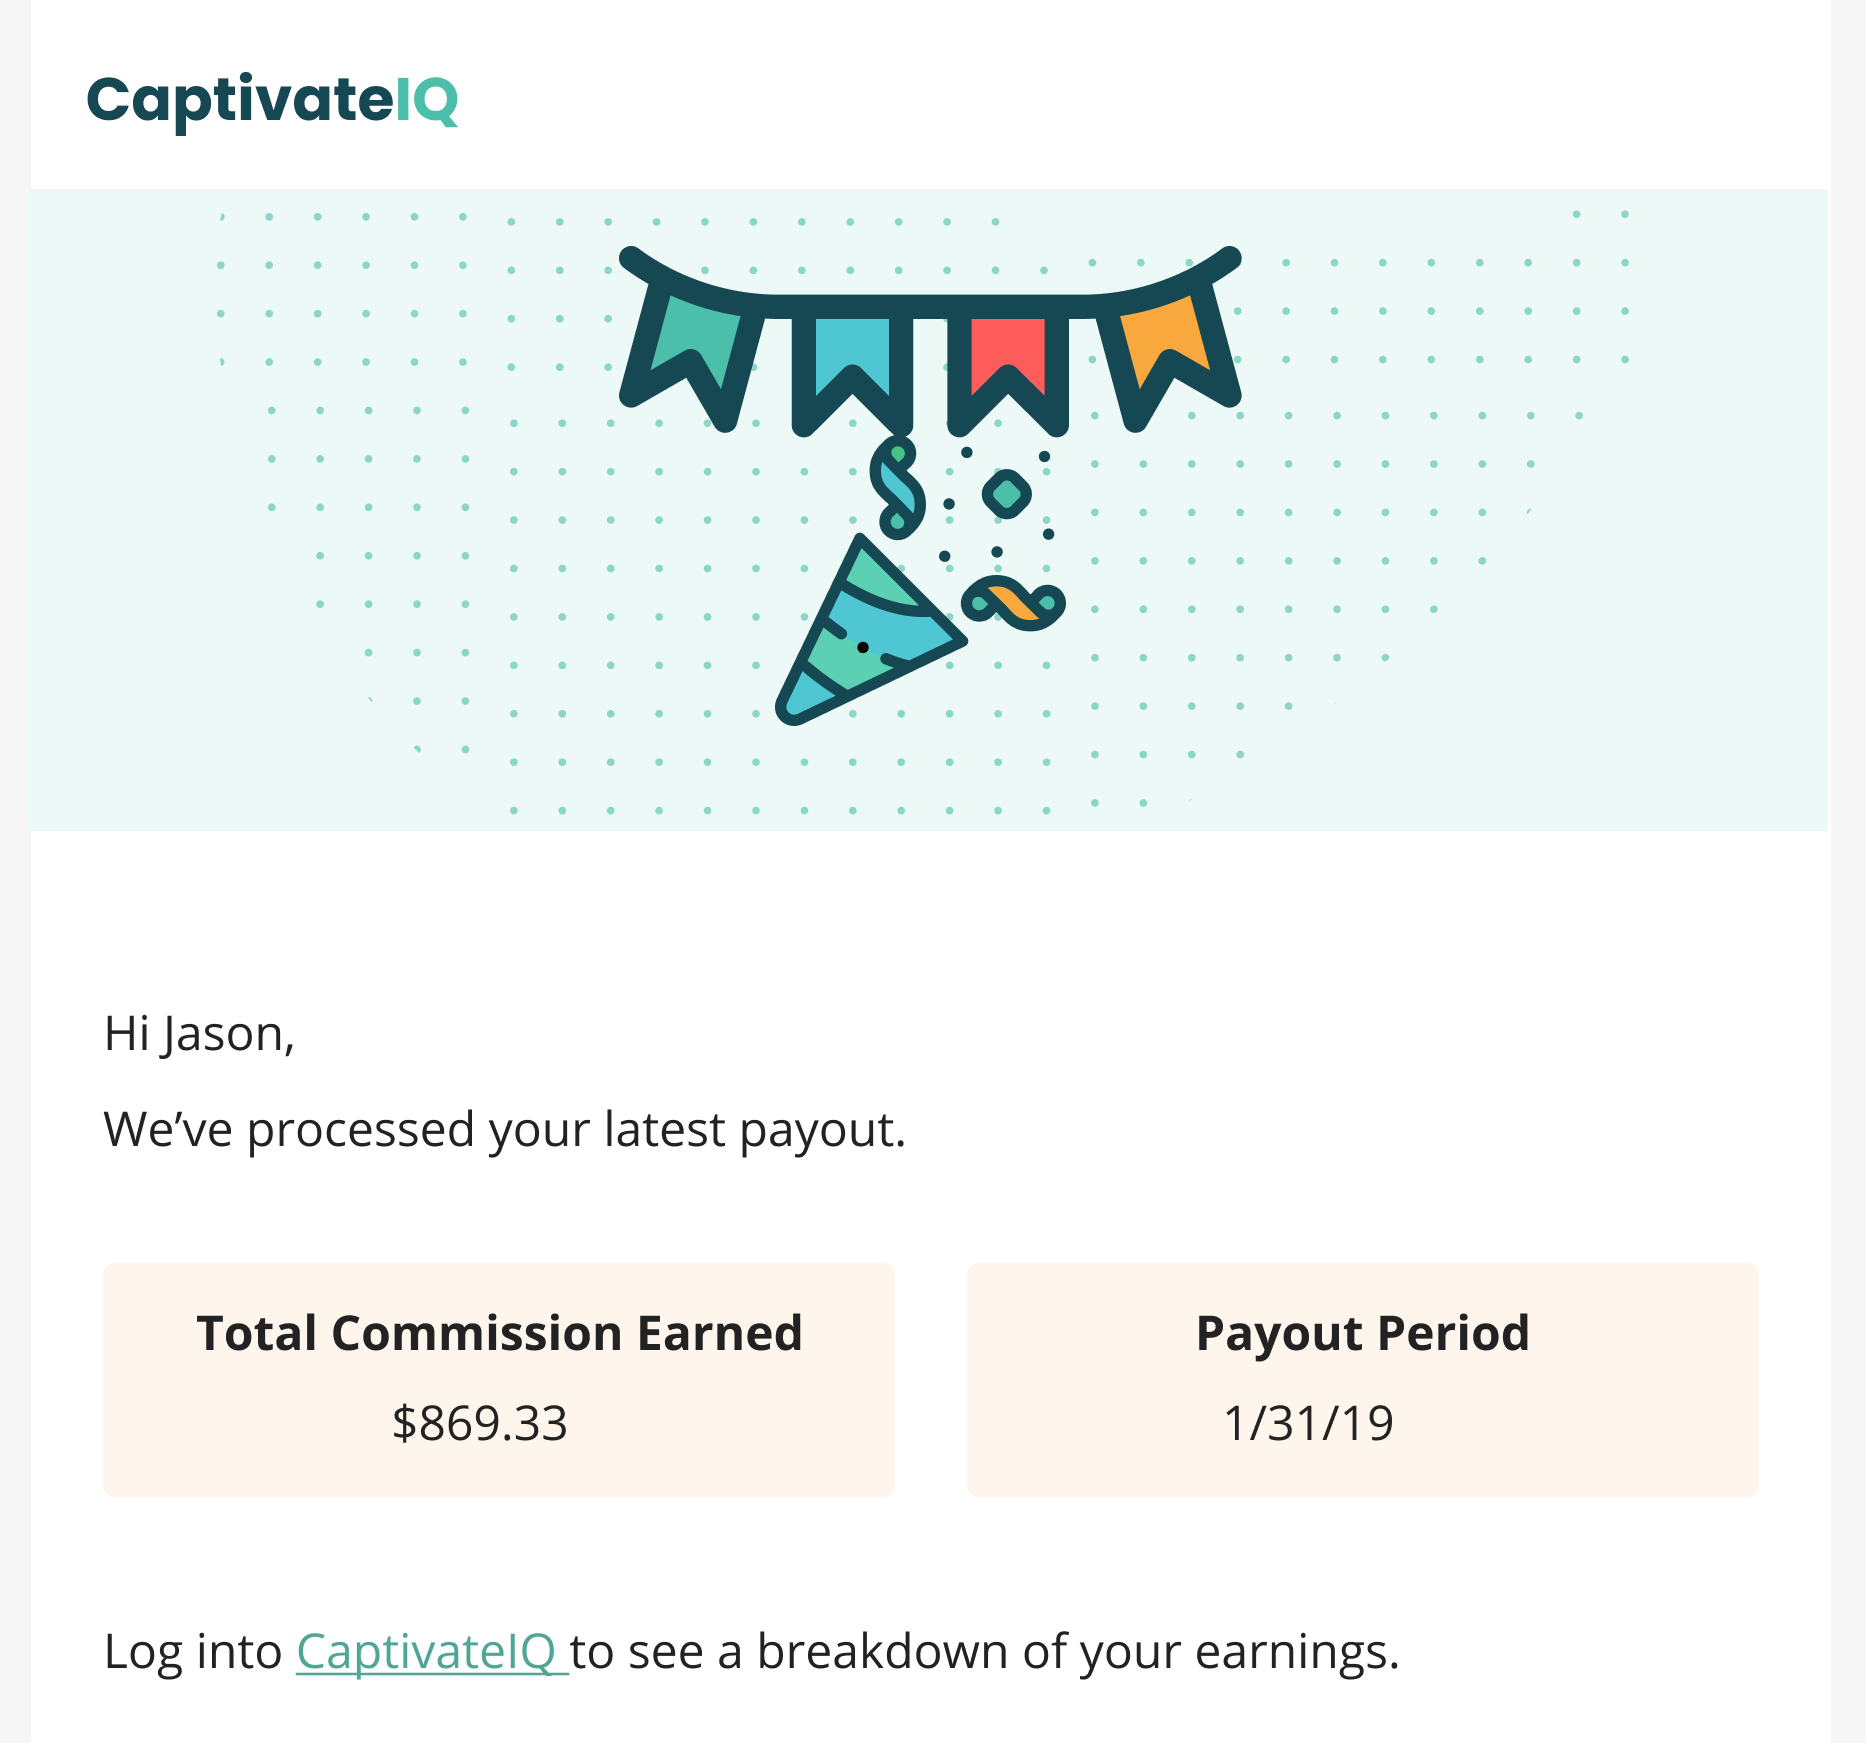 CaptivateIQ
Hi Jason,
We’ve processed your latest payout.
Total Commission Earned
$869.33
Payout Period
1/31/19
Log into CaptivateIQ to see a breakdown of your earnings.